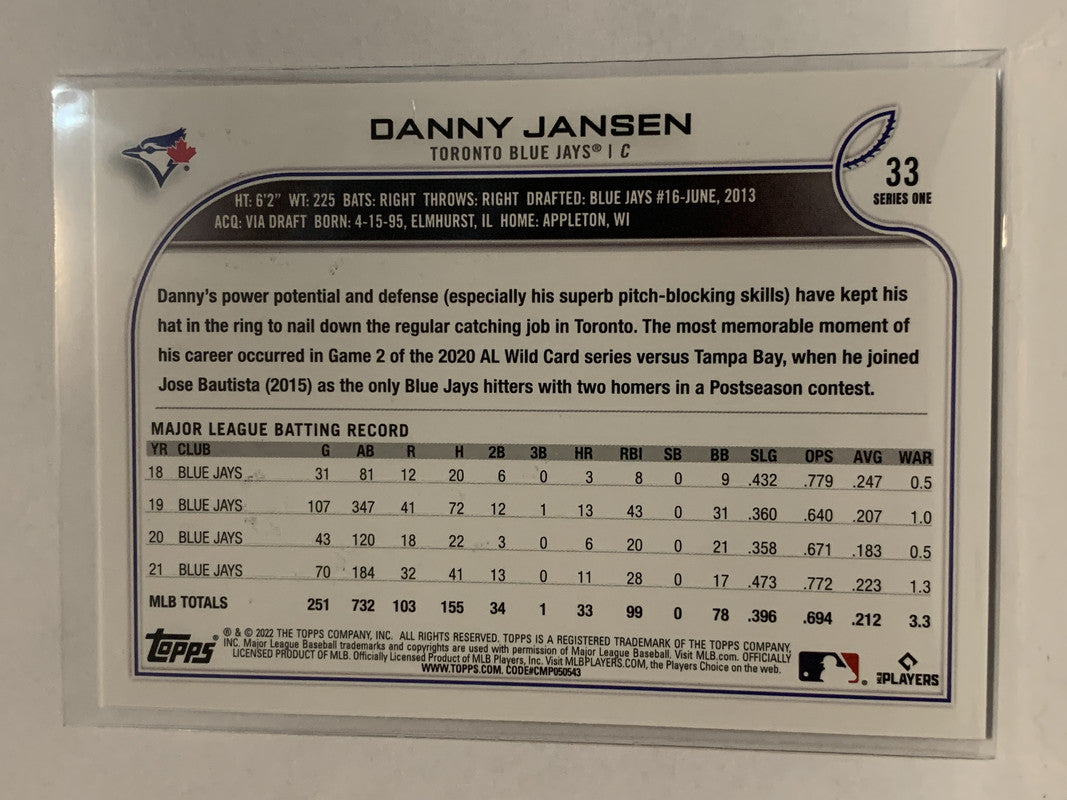 DANNY JANSEN
TORONTO BLUE JAYS® | C
33
SERIES ONE
HT: 6'2" WT: 225 BATS: RIGHT THROWS: RIGHT DRAFTED: BLUE JAYS #16-JUNE, 2013
ACQ: VIA DRAFT BORN: 4-15-95, ELMHURST, IL HOME: APPLETON, WI
Danny's power potential and defense (especially his superb pitch-blocking skills) have kept his
hat in the ring to nail down the regular catching job in Toronto. The most memorable moment of
his career occurred in Game 2 of the 2020 AL Wild Card series versus Tampa Bay, when he joined
Jose Bautista (2015) as the only Blue Jays hitters with two homers in a Postseason contest.
MAJOR LEAGUE BATTING RECORD
YR CLUB G AB R H 2B 3B HR RBI SB BB SLG OPS AVG WAR
18 BLUE JAYS 31 81 12 20 6 0 3 8 0 9 .432 .779 .247 0.5
19 BLUE JAYS 107 347 41 72 12 1 13 43 0 31 .360 .640 .207 1.0
20 BLUE JAYS 43 120 18 22 3 0 6 20 0 21 .358 .671 .183 0.5
21 BLUE JAYS 70 184 32 41 13 0 11 28 0 17 .473 .772 .223 1.3
MLB TOTALS 251 732 103 155 34 1 33 99 0 78 .396 .694 .212 3.3
topps®
® & © 2022 THE TOPPS COMPANY, INC. ALL RIGHTS RESERVED. TOPPS IS A REGISTERED TRADEMARK OF THE TOPPS COMPANY,
INC. Major League Baseball trademarks and copyrights are used with permission of Major League Baseball. Visit MLB.com. OFFICIALLY
LICENSED PRODUCT OF MLB. Officially Licensed Product of MLB Players, Inc. Visit MLBPLAYERS.COM, the Players Choice on the web.
WWW.TOPPS.COM. CODE#CMP050543
MLB PLAYERS